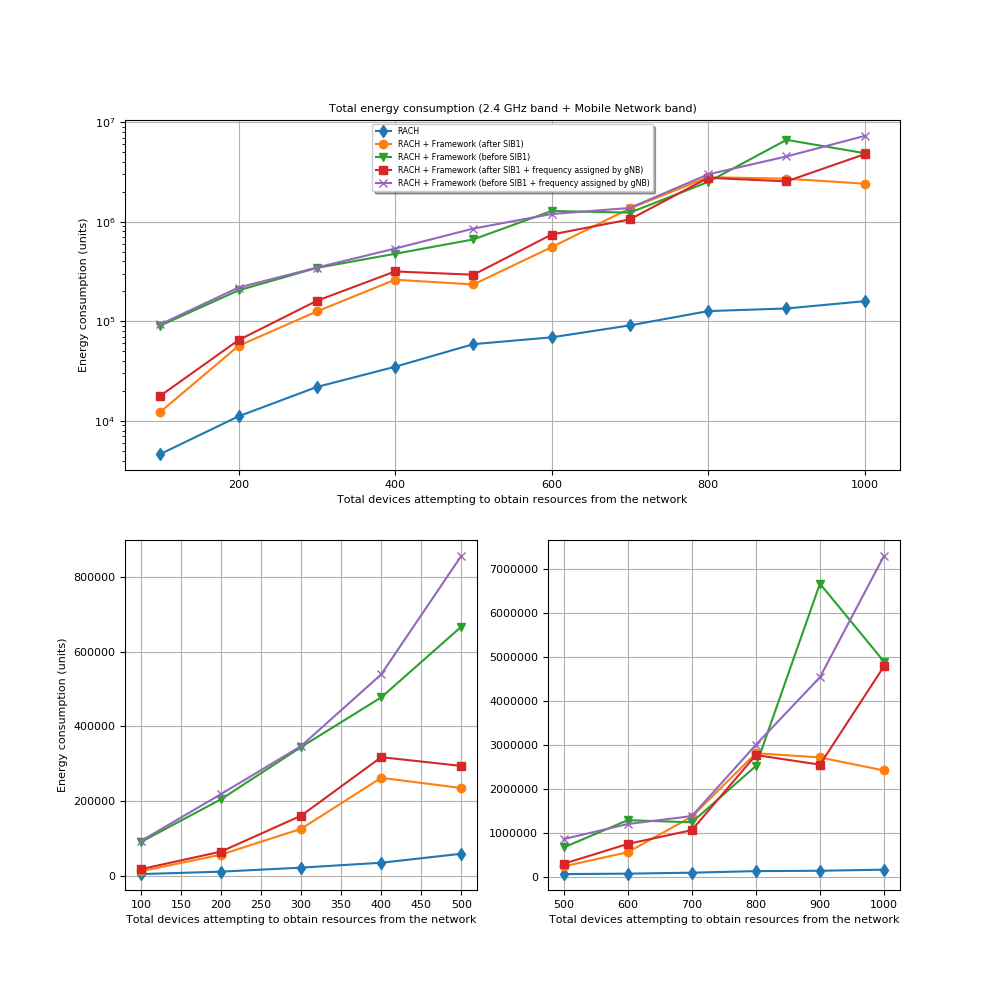 Total energy consumption (2.4 GHz band + Mobile Network band)
10⁷
10⁶
10⁵
10⁴
Energy consumption (units)
RACH
RACH + Framework (after SIB1)
RACH + Framework (before SIB1)
RACH + Framework (after SIB1 + frequency assigned by gNB)
RACH + Framework (before SIB1 + frequency assigned by gNB)
200 400 600 800 1000
Total devices attempting to obtain resources from the network
800000
600000
400000
200000
0
Energy consumption (units)
100 150 200 250 300 350 400 450 500
Total devices attempting to obtain resources from the network
7000000
6000000
5000000
4000000
3000000
2000000
1000000
0
500 600 700 800 900 1000
Total devices attempting to obtain resources from the network